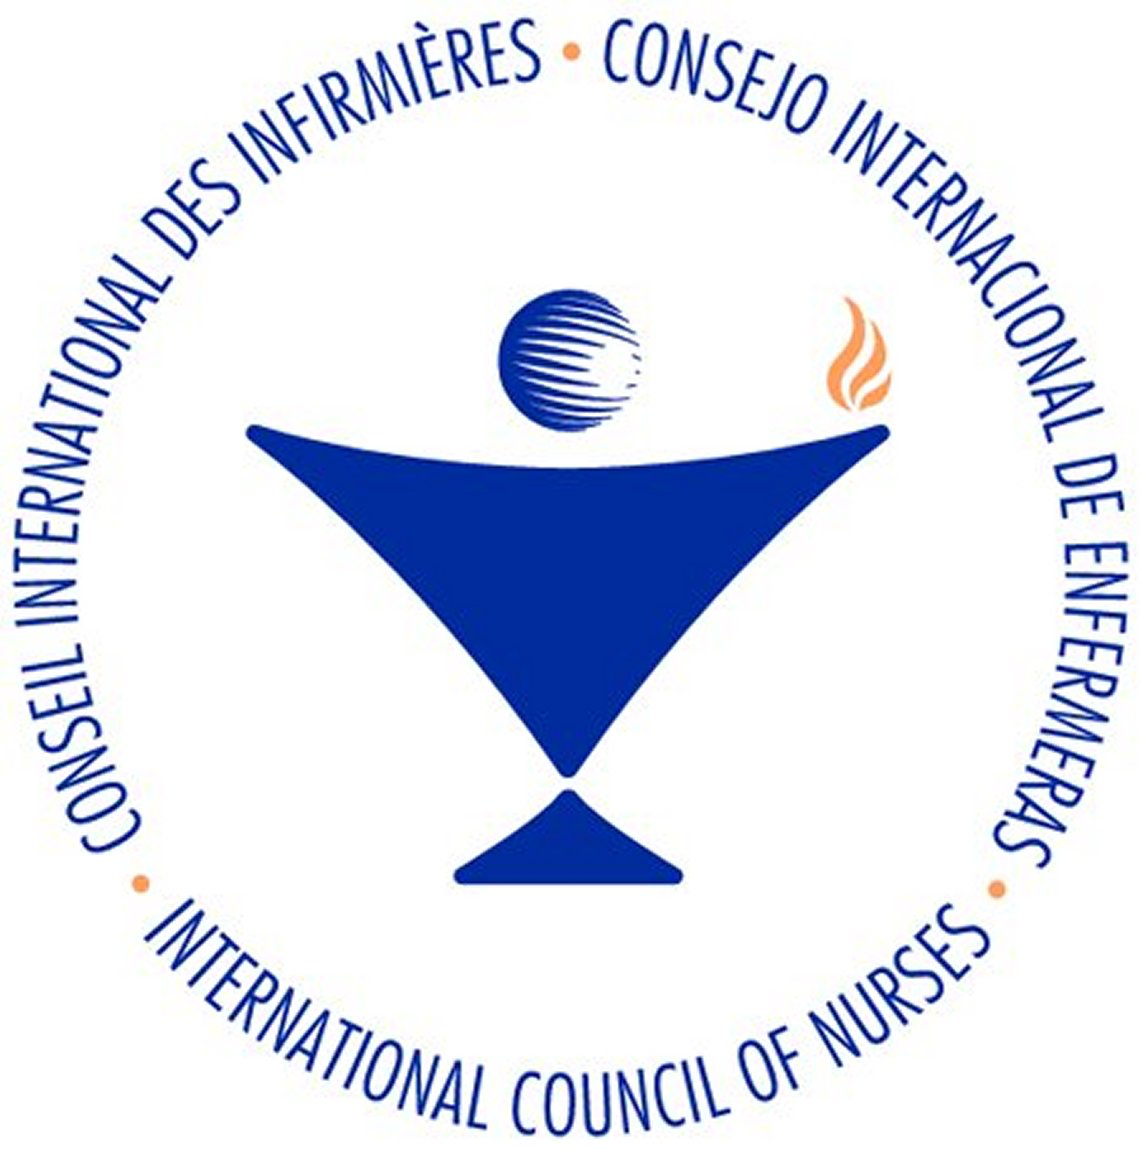 CONSEIL INTERNATIONAL DES INFIRMIÈRES • CONSEJO INTERNACIONAL DE ENFERMERAS •
INTERNATIONAL COUNCIL OF NURSES •